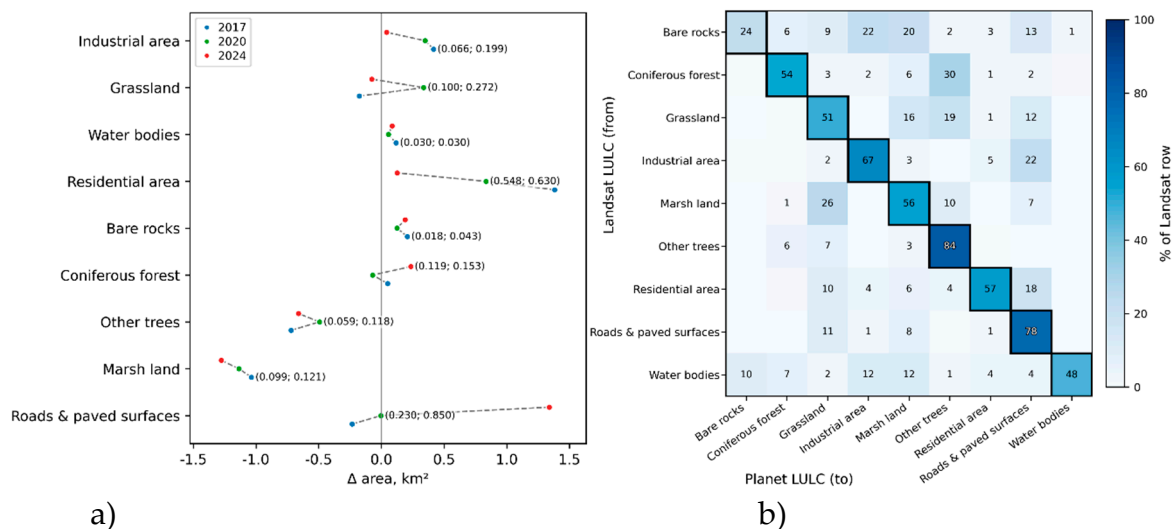 2017
2020
2024
Industrial area (0.066; 0.199)
Grassland (0.100; 0.272)
Water bodies (0.030; 0.030)
Residential area (0.548; 0.630)
Bare rocks (0.018; 0.043)
Coniferous forest (0.119; 0.153)
Other trees (0.059; 0.118)
Marsh land (0.099; 0.121)
Roads & paved surfaces (0.230; 0.850)
-1.5 -1.0 -0.5 0.0 0.5 1.0 1.5
Δ area, km²
a)
Landsat LULC (from)
Bare rocks 24 6 9 22 20 2 3 13 1
Coniferous forest 54 3 2 6 30 1 2
Grassland 51 16 19 1 12
Industrial area 67 2 3 5 22
Marsh land 1 26 56 10 7
Other trees 6 7 3 84
Residential area 10 4 6 4 57 18
Roads & paved surfaces 11 1 8 1 78
Water bodies 10 7 2 12 12 1 4 4 48
Bare rocks
Coniferous forest
Grassland
Industrial area
Marsh land
Other trees
Residential area
Roads & paved surfaces
Water bodies
Planet LULC (to)
100
80
60
40
20
0
% of Landsat row
b)